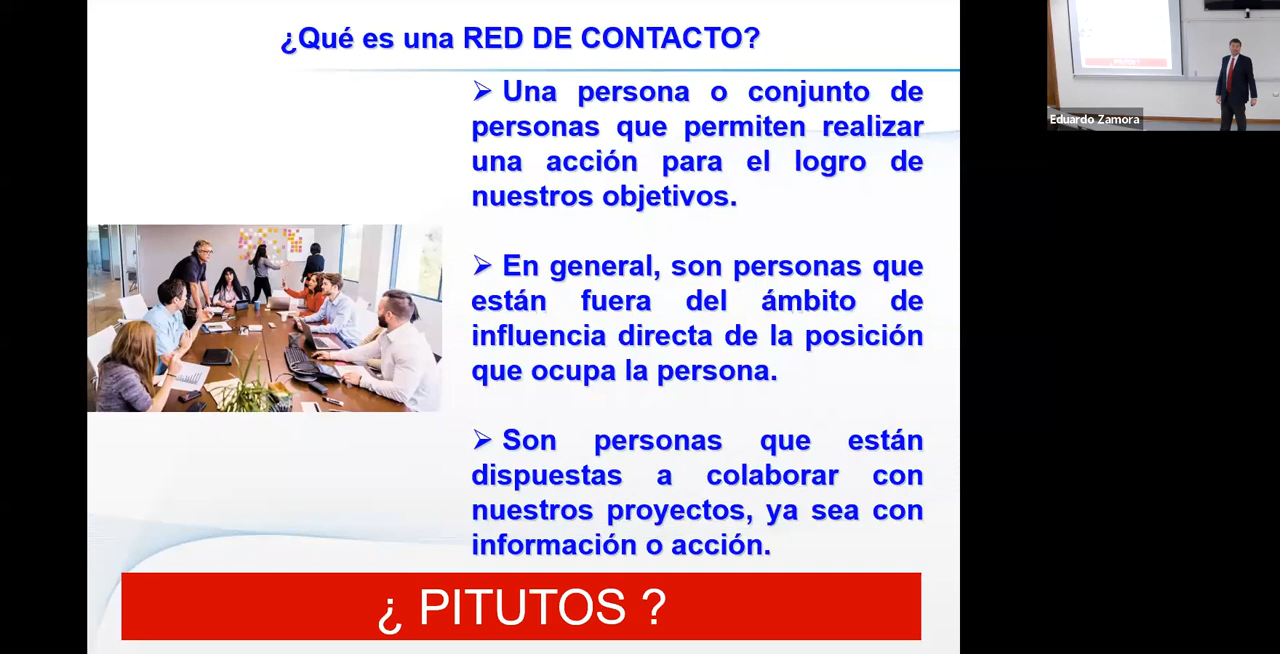 ¿Qué es una RED DE CONTACTO?
➢ Una persona o conjunto de
personas que permiten realizar
una acción para el logro de
nuestros objetivos.
➢ En general, son personas que
están fuera del ámbito de
influencia directa de la posición
que ocupa la persona.
➢ Son personas que están
dispuestas a colaborar con
nuestros proyectos, ya sea con
información o acción.
¿ PITUTOS ?
Eduardo Zamora